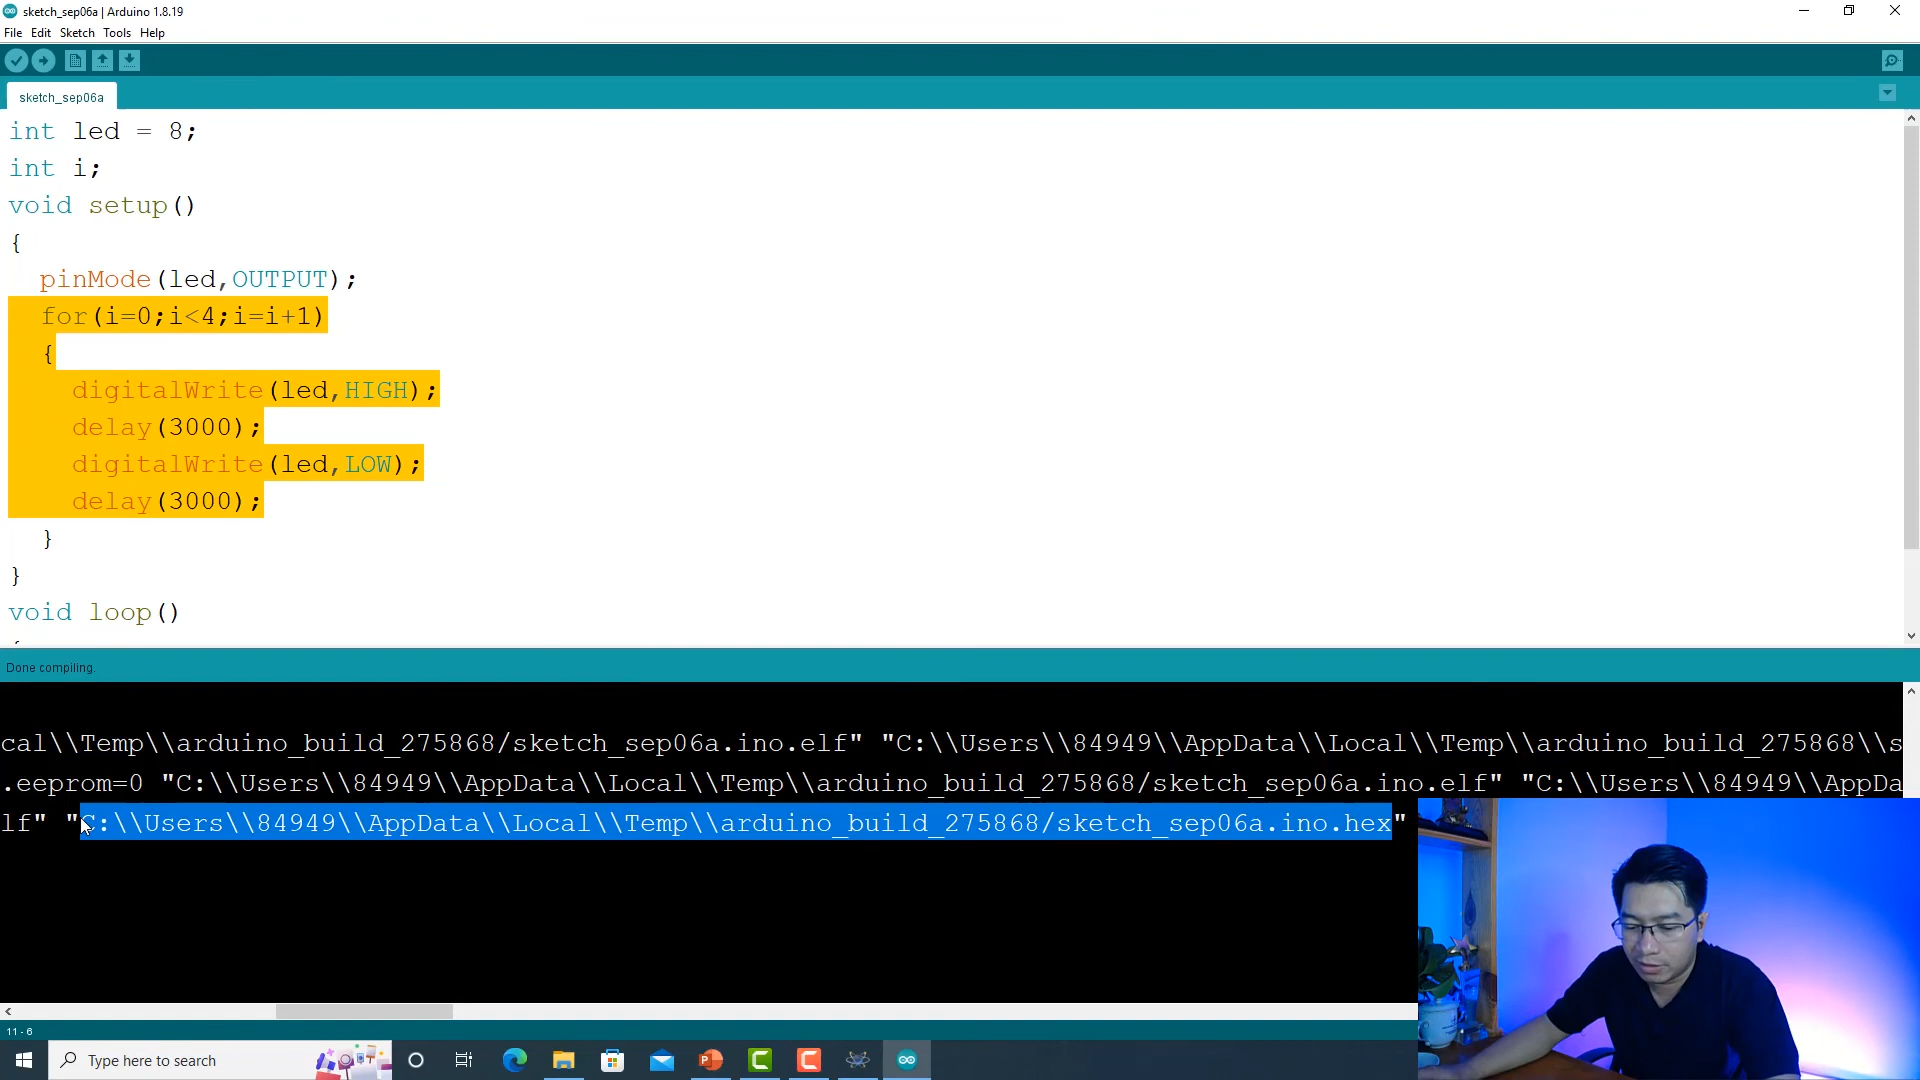 sketch_sep06a | Arduino 1.8.19
File Edit Sketch Tools Help
sketch_sep06a
int led = 8;
int i;
void setup()
{
pinMode(led,OUTPUT);
for(i=0;i<4;i=i+1)
{
digitalWrite(led,HIGH);
delay(3000);
digitalWrite(led,LOW);
delay(3000);
}
}
void loop()
Done compiling.
cal\\Temp\\arduino_build_275868/sketch_sep06a.ino.elf" "C:\\Users\\84949\\AppData\\Local\\Temp\\arduino_build_275868\\s
.eeprom=0 "C:\\Users\\84949\\AppData\\Local\\Temp\\arduino_build_275868/sketch_sep06a.ino.elf" "C:\\Users\\84949\\AppDa
lf" "C:\\Users\\84949\\AppData\\Local\\Temp\\arduino_build_275868/sketch_sep06a.ino.hex"
11 - 6
Type here to search